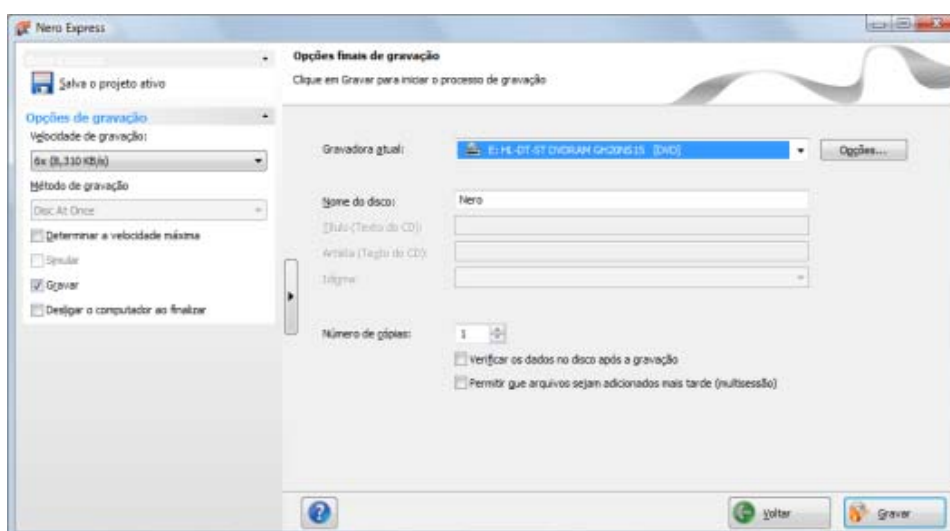 Nero Express
Salva o projeto ativo
Opções de gravação
Velocidade de gravação:
6x (8,310 KB/s)
Método de gravação
Disc At Once
Determinar a velocidade máxima
Simular
Gravar
Desligar o computador ao finalizar
Opções finais de gravação
Clique em Gravar para iniciar o processo de gravação
Gravadora atual:
E: HL-DT-ST DVDRAM GH20NS15 [DVD]
Opções...
Nome do disco:
Nero
Título (Texto do CD):
Artista (Texto do CD):
Idioma:
Número de cópias:
1
Verificar os dados no disco após a gravação
Permitir que arquivos sejam adicionados mais tarde (multisessão)
Voltar
Gravar